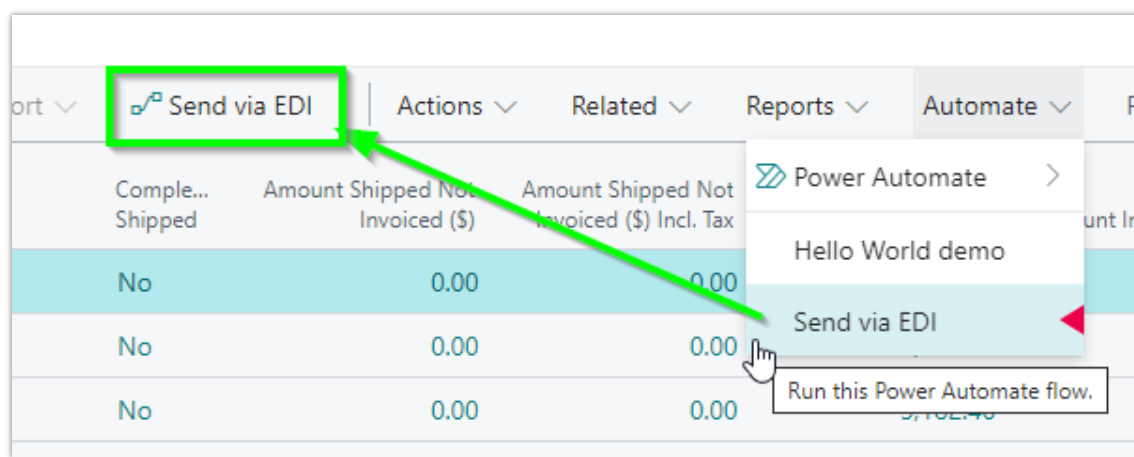 ort Send via EDI Actions Related Reports Automate
Power Automate
Comple... Amount Shipped Not Amount Shipped Not
Shipped Invoiced ($) Invoiced ($) Incl. Tax
Hello World demo
No 0.00 0.00
Send via EDI
No 0.00 0.00
Run this Power Automate flow.
No 0.00 0.00